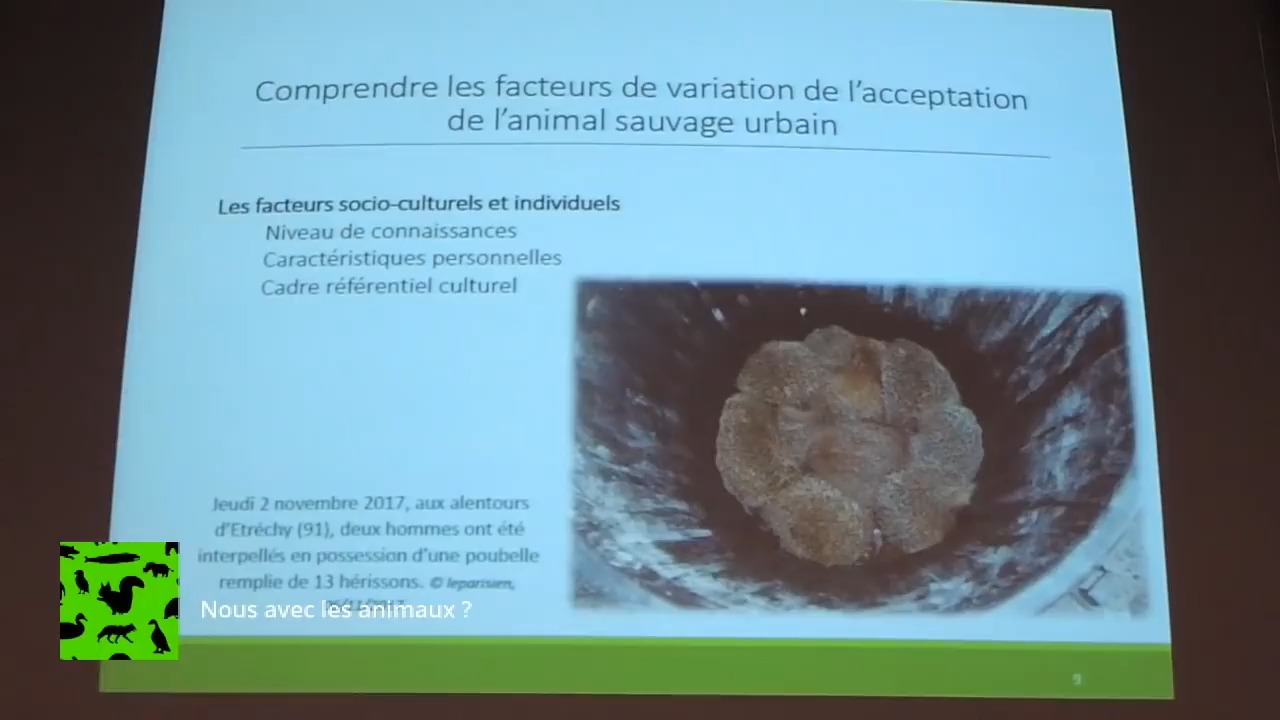 Comprendre les facteurs de variation de l'acceptation
de l'animal sauvage urbain
Les facteurs socio-culturels et individuels
Niveau de connaissances
Caractéristiques personnelles
Cadre référentiel culturel
Jeudi 2 novembre 2017, aux alentours
d'Etréchy (91), deux hommes ont été
interpellés en possession d'une poubelle
remplie de 13 hérissons. © leparisien,
Nous avec les animaux ?
9